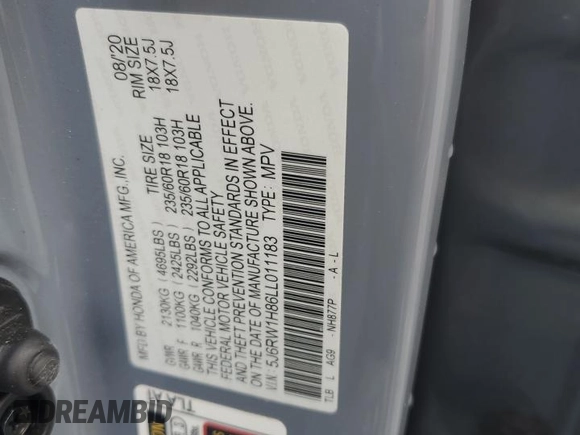 MFD.BY HONDA OF AMERICA MFG., INC. 08/'20
TIRE SIZE RIM SIZE
GVWR 2130KG (4695LBS)
GAWR F 1100KG (2425LBS) 235/60R18 103H 18X7.5J
GAWR R 1040KG (2292LBS) 235/60R18 103H 18X7.5J
THIS VEHICLE CONFORMS TO ALL APPLICABLE
FEDERAL MOTOR VEHICLE SAFETY
AND THEFT PREVENTION STANDARDS IN EFFECT
ON THE DATE OF MANUFACTURE SHOWN ABOVE.
V.I.N: 5J6RW1H86LL011183 TYPE: MPV
TLB L AG9 -NH877P -A-L
IDREAMBID